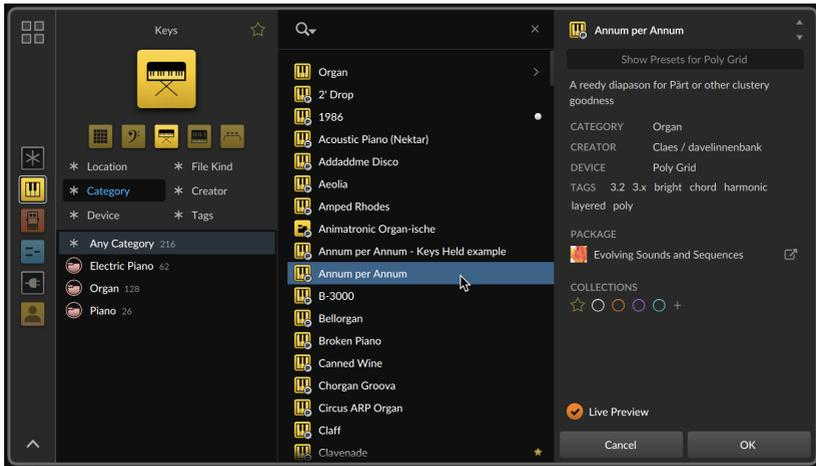 Keys
Location
File Kind
Category
Creator
Device
Tags
Any Category 216
Electric Piano 62
Organ 128
Piano 26
Organ
2' Drop
1986
Acoustic Piano (Nektar)
Addaddme Disco
Aeolia
Amped Rhodes
Animatronic Organ-ische
Annum per Annum - Keys Held example
Annum per Annum
B-3000
Bellorgan
Broken Piano
Canned Wine
Chorgan Groova
Circus ARP Organ
Claff
Clavenade
Annum per Annum
Show Presets for Poly Grid
A reedy diapason for Pärt or other clustery
goodness
CATEGORY Organ
CREATOR Claes / davelinnenbank
DEVICE Poly Grid
TAGS 3.2 3.x bright chord harmonic
layered poly
PACKAGE
Evolving Sounds and Sequences
COLLECTIONS
Live Preview
Cancel
OK